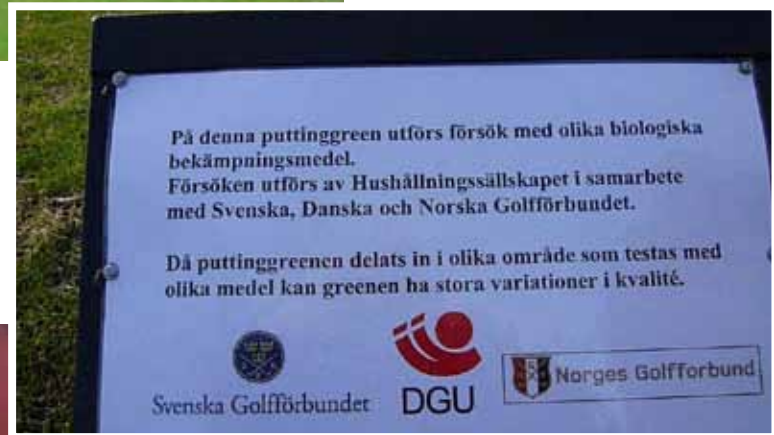 På denna puttinggreen utförs försök med olika biologiska
bekämpningsmedel.
Försöken utförs av Hushållningssällskapet i samarbete
med Svenska, Danska och Norska Golfförbundet.
Då puttinggreenen delats in i olika område som testas med
olika medel kan greenen ha stora variationer i kvalité.
Svenska Golfförbundet
DGU
Norges Golfforbund